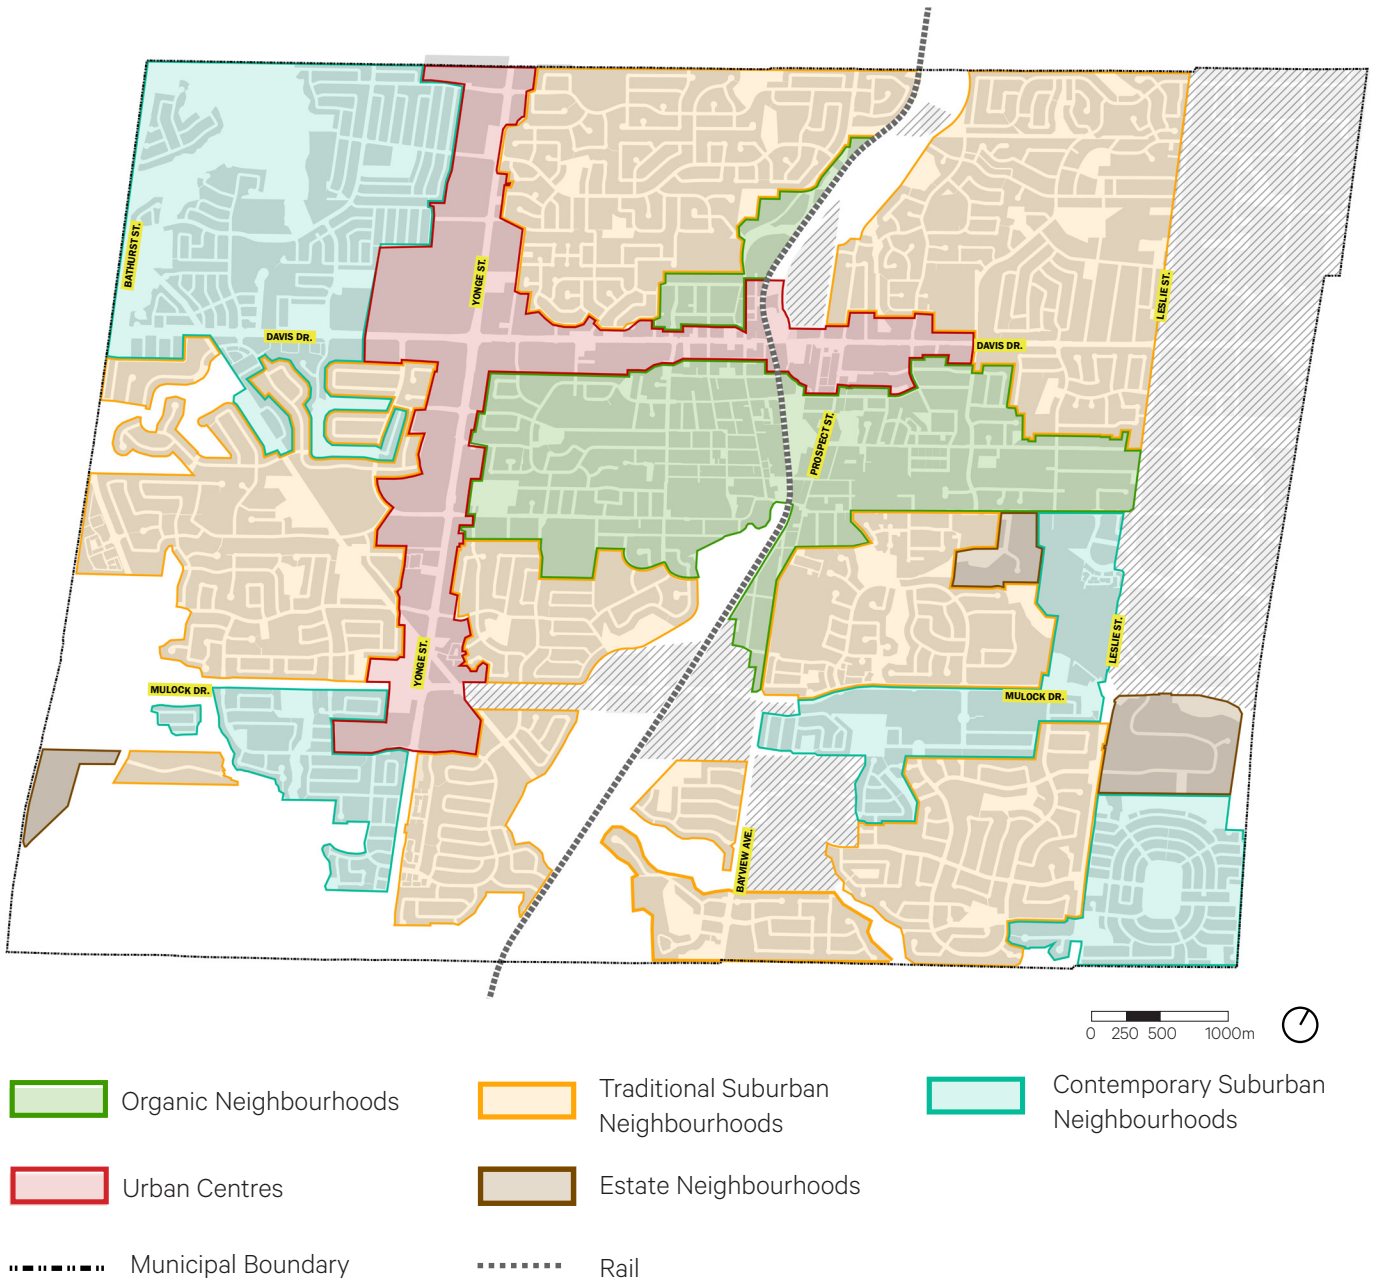 BATHURST ST.
YONGE ST.
LESLIE ST.
DAVIS DR.
DAVIS DR.
PROSPECT ST.
YONGE ST.
LESLIE ST.
MULOCK DR.
MULOCK DR.
BAYVIEW AVE.
0 250 500 1000m
Organic Neighbourhoods
Traditional Suburban
Neighbourhoods
Contemporary Suburban
Neighbourhoods
Urban Centres
Estate Neighbourhoods
Municipal Boundary
Rail